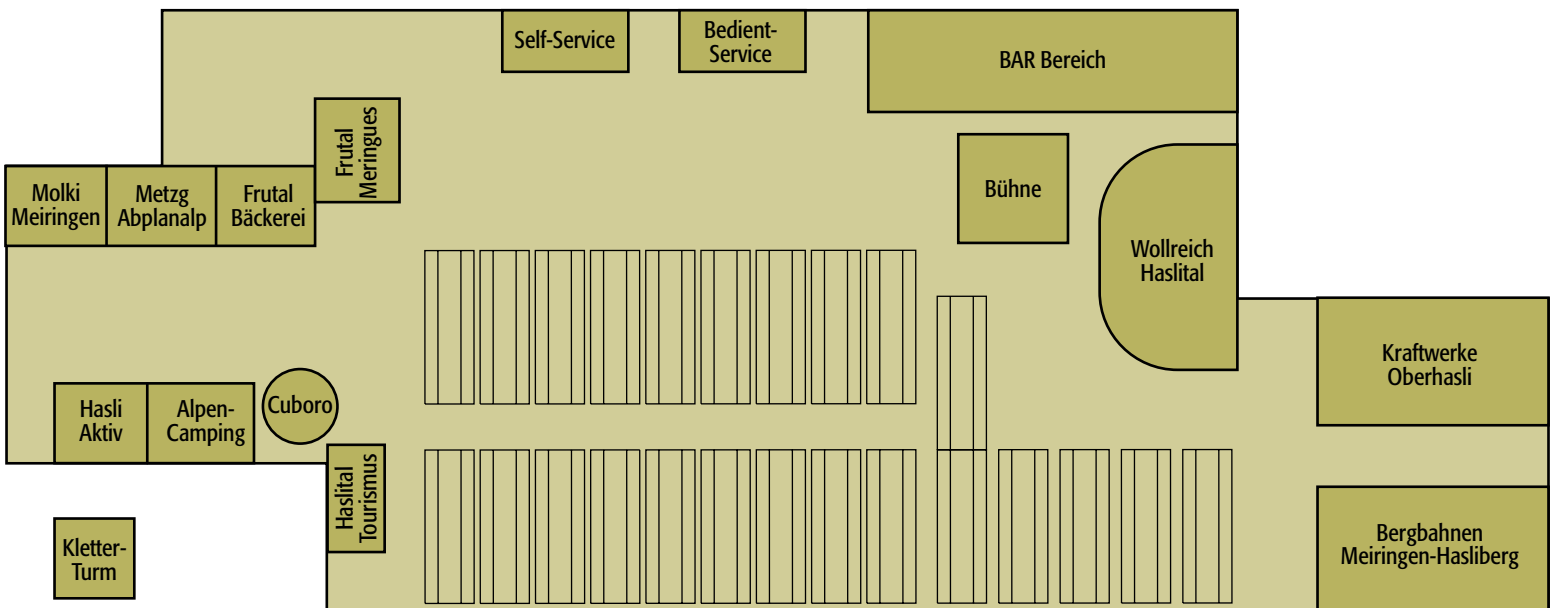 Self-Service
Bedient-
Service
BAR Bereich
Frutal
Meringues
Molki
Meiringen
Metzg
Abplanalp
Frutal
Bäckerei
Bühne
Wollreich
Haslital
Kraftwerke
Oberhasli
Hasli
Aktiv
Alpen-
Camping
Cuboro
Haslital
Tourismus
Kletter-
Turm
Bergbahnen
Meiringen-Hasliberg